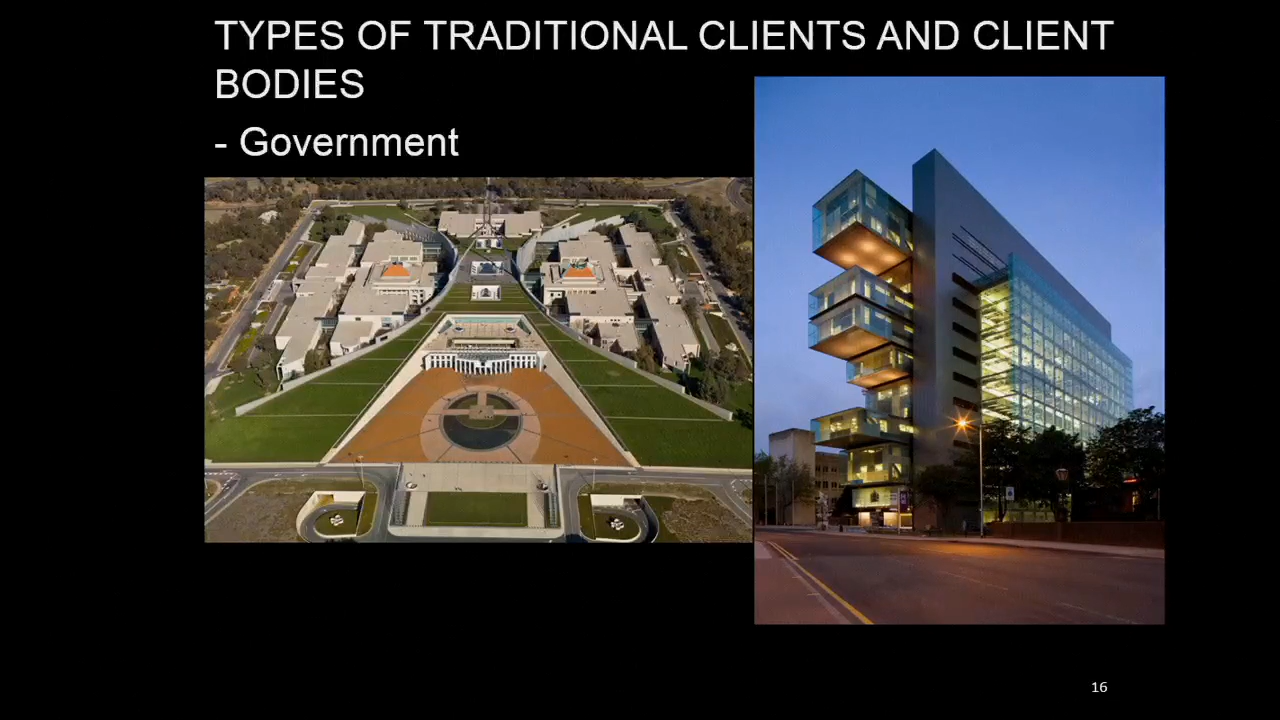 TYPES OF TRADITIONAL CLIENTS AND CLIENT
BODIES
- Government
16